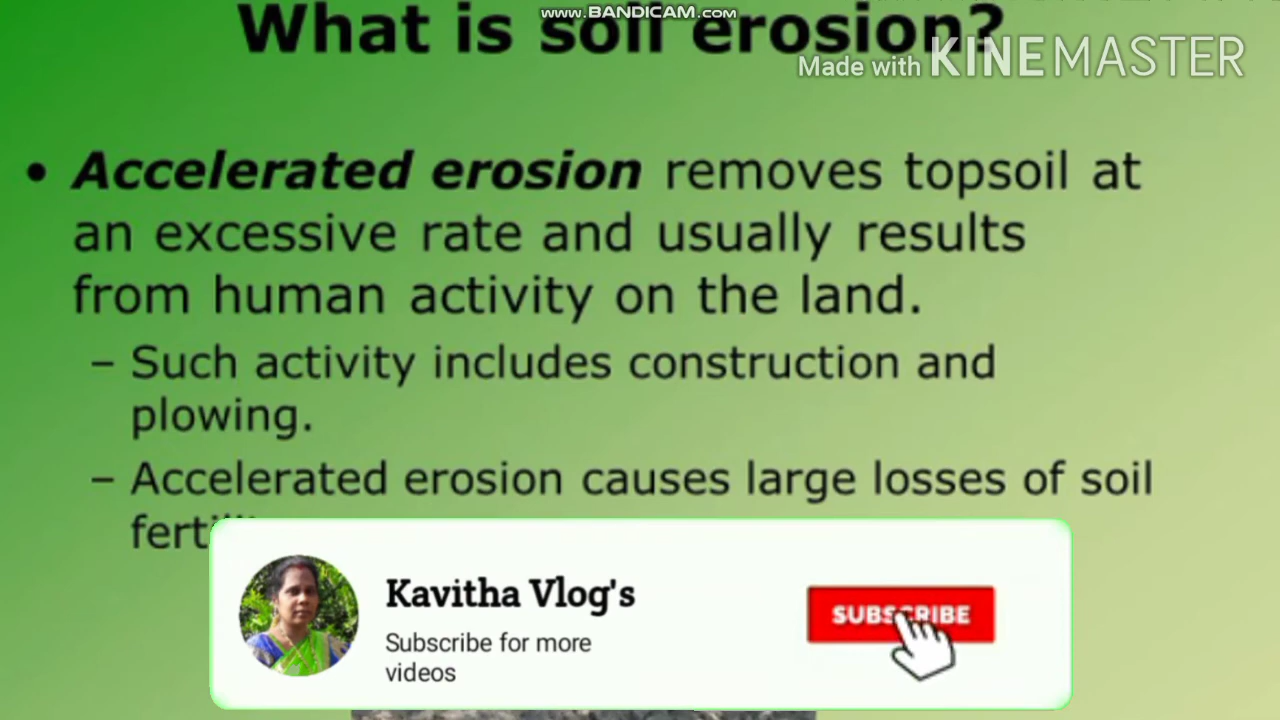 www.BANDICAM.com
What is soil erosion?
Made with KINEMASTER
• Accelerated erosion removes topsoil at
an excessive rate and usually results
from human activity on the land.
– Such activity includes construction and
plowing.
– Accelerated erosion causes large losses of soil
Kavitha Vlog's
Subscribe for more
videos
SUBSCRIBE